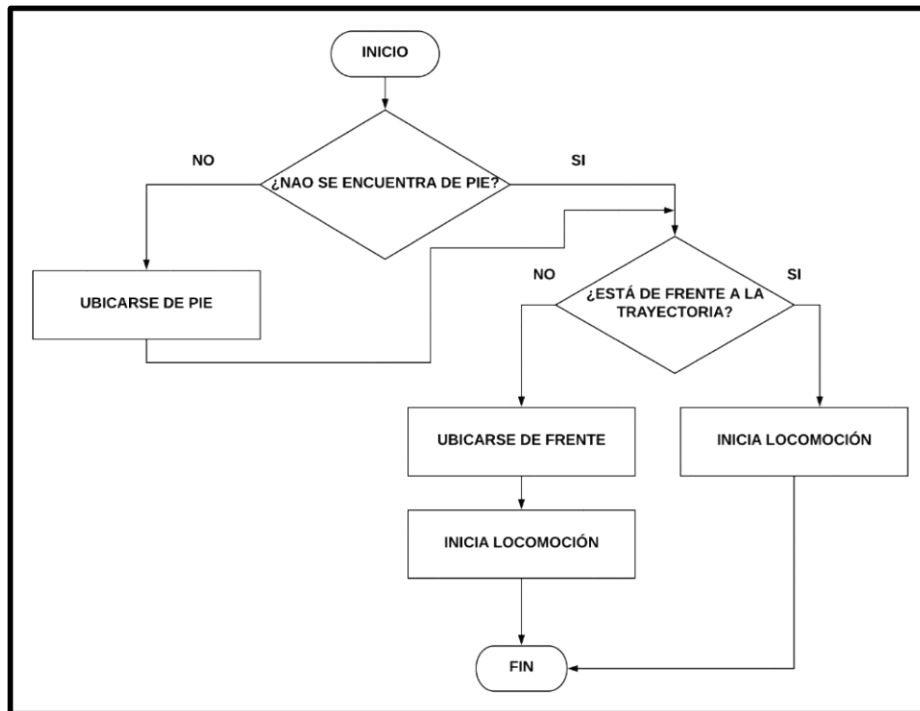 INICIO
NO
SI
¿NAO SE ENCUENTRA DE PIE?
UBICARSE DE PIE
NO
SI
¿ESTÁ DE FRENTE A LA
TRAYECTORIA?
UBICARSE DE FRENTE
INICIA LOCOMOCIÓN
INICIA LOCOMOCIÓN
FIN